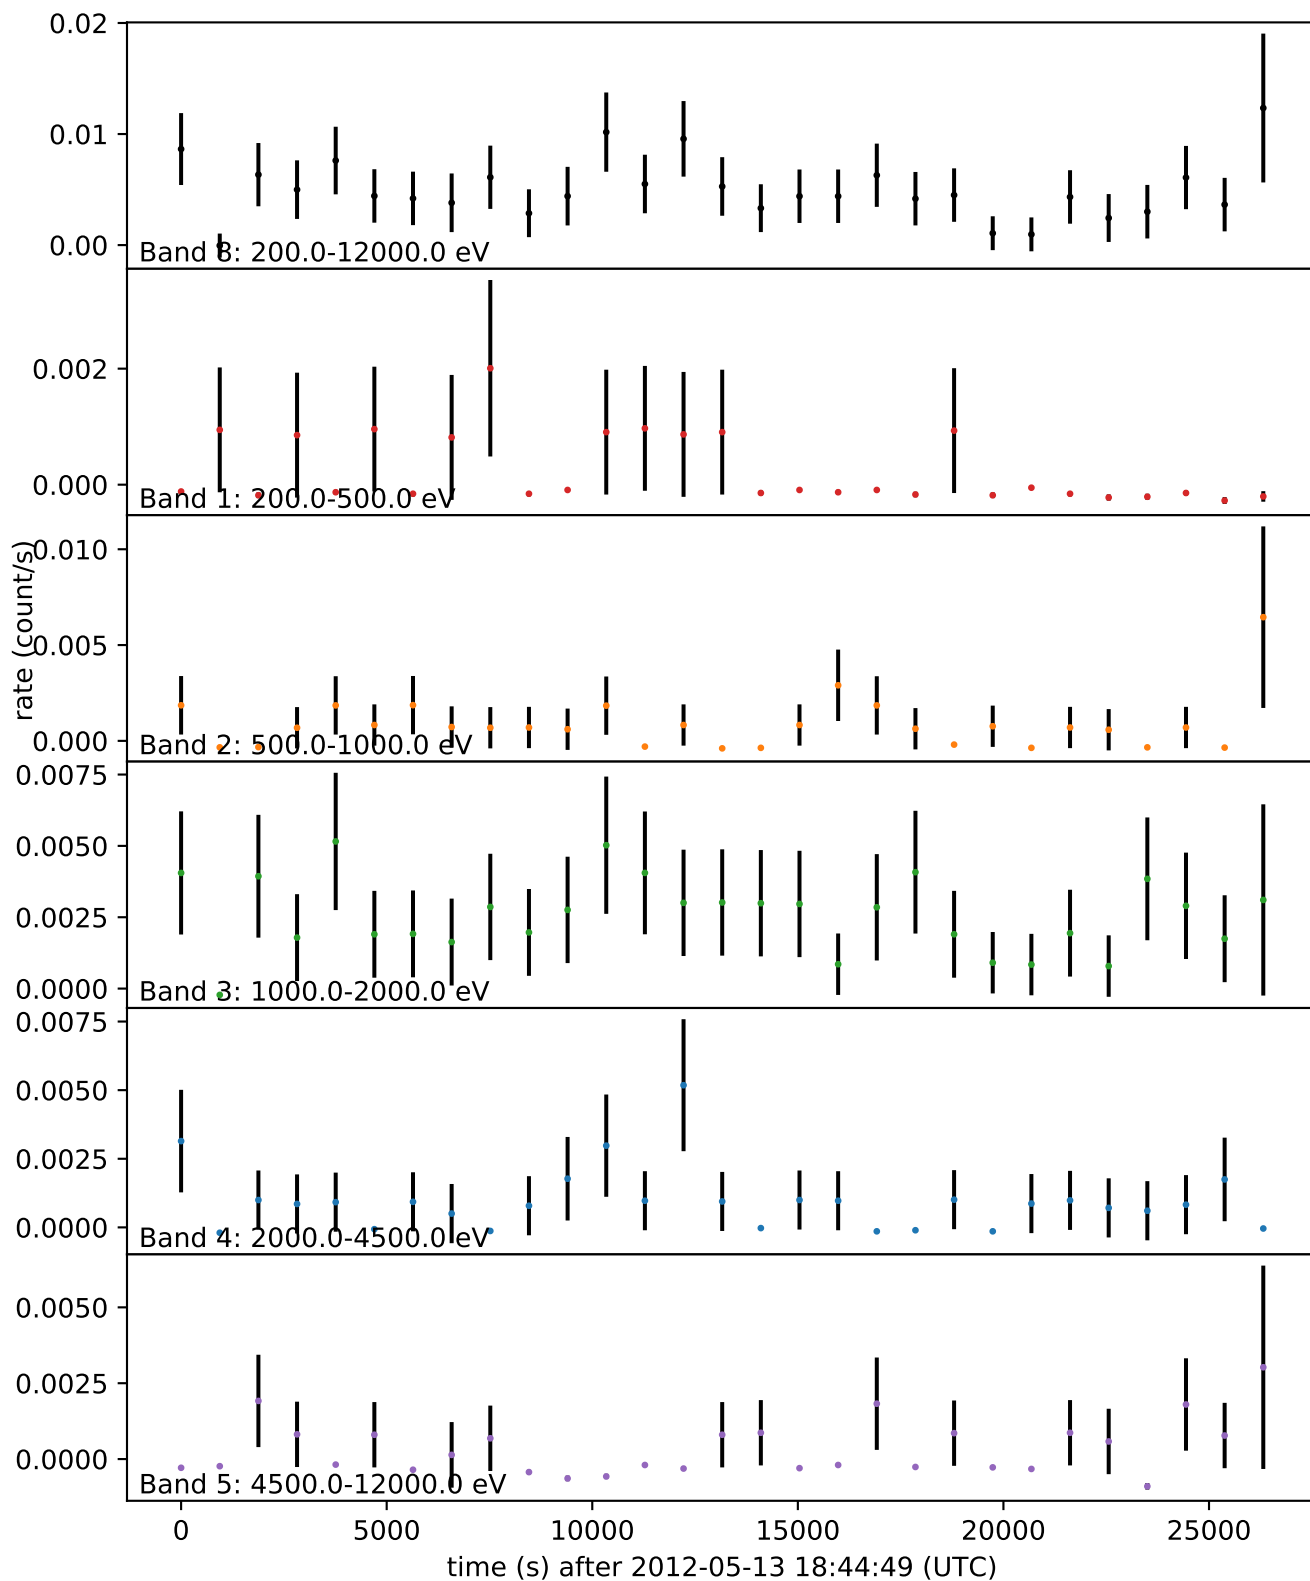 0.02
0.01
0.00
Band 8: 200.0-12000.0 eV
0.002
0.000
Band 1: 200.0-500.0 eV
rate (count/s)
0.010
0.005
0.000
Band 2: 500.0-1000.0 eV
0.0075
0.0050
0.0025
0.0000
Band 3: 1000.0-2000.0 eV
0.0075
0.0050
0.0025
0.0000
Band 4: 2000.0-4500.0 eV
0.0050
0.0025
0.0000
Band 5: 4500.0-12000.0 eV
0 5000 10000 15000 20000 25000
time (s) after 2012-05-13 18:44:49 (UTC)